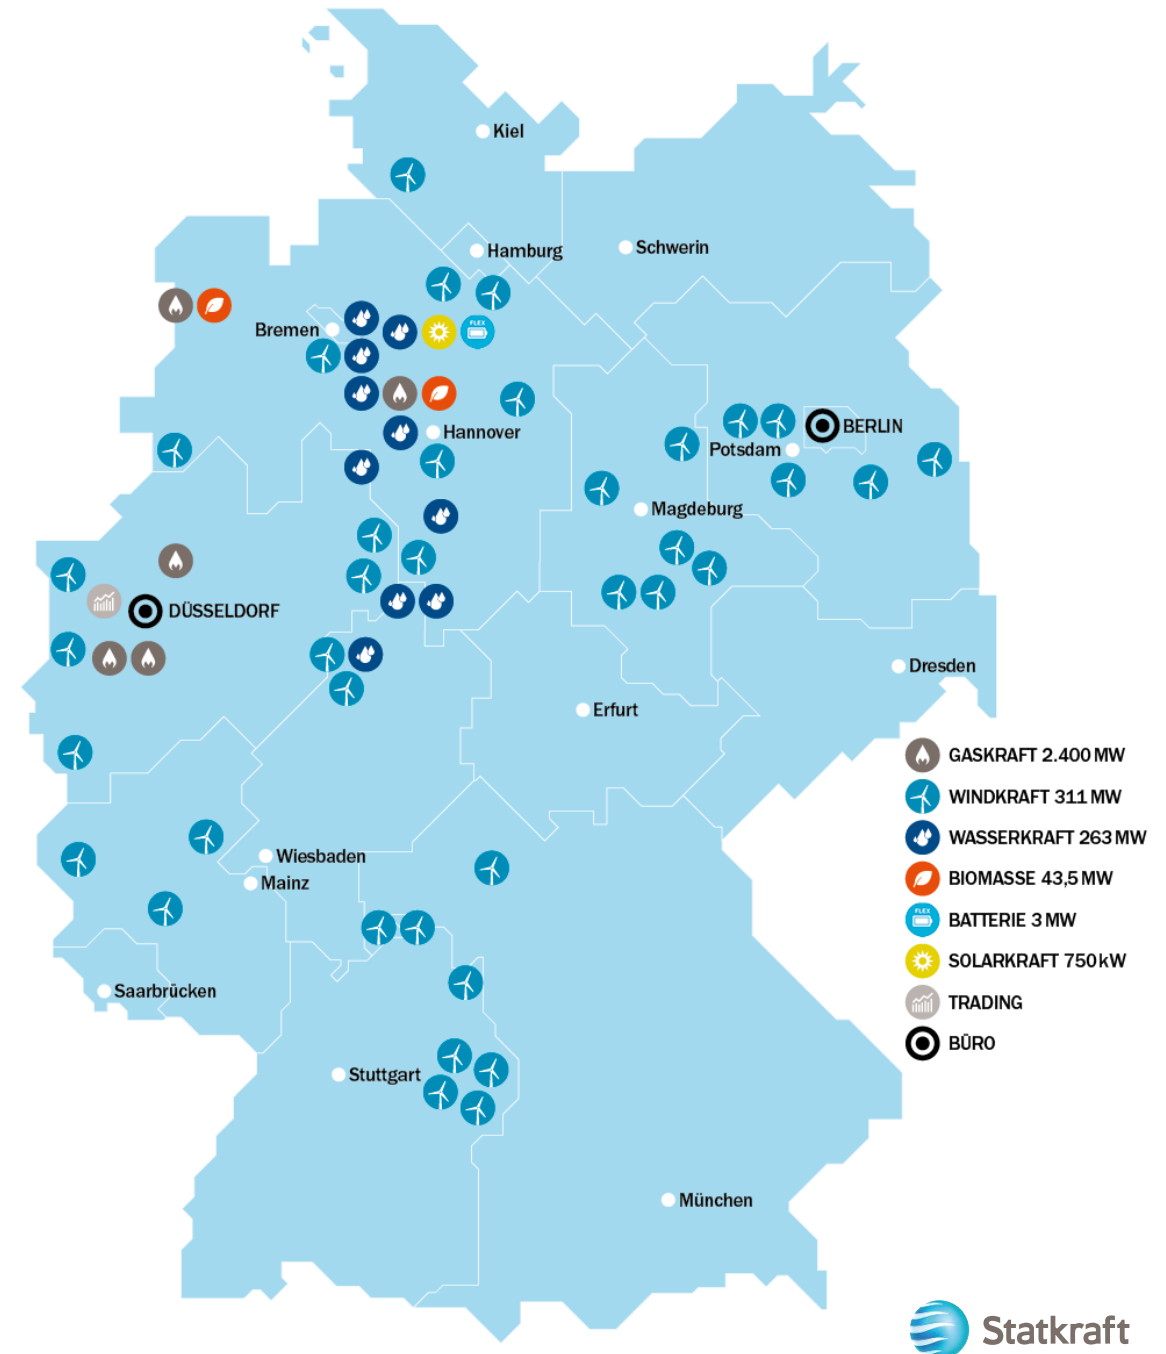 Kiel
Hamburg
Schwerin
Bremen
FLEX
Hannover
BERLIN
Potsdam
Magdeburg
DÜSSELDORF
Dresden
Erfurt
GASKRAFT 2.400 MW
WINDKRAFT 311 MW
WASSERKRAFT 263 MW
BIOMASSE 43,5 MW
FLEX
BATTERIE 3 MW
SOLARKRAFT 750 kW
TRADING
BÜRO
Wiesbaden
Mainz
Saarbrücken
Stuttgart
München
Statkraft